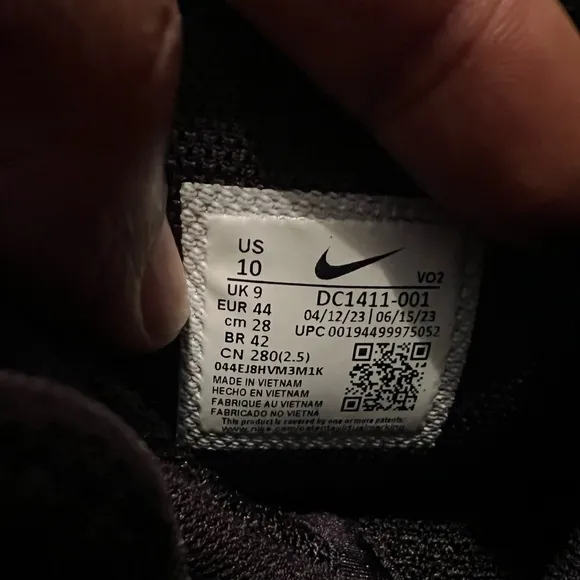 US
10
VO2
UK 9
EUR 44
cm 28
BR 42
CN 280(2.5)
DC1411-001
04/12/23 | 06/15/23
UPC 00194499975052
044EJ8HVM3M1K
MADE IN VIETNAM
HECHO EN VIETNAM
FABRIQUE AU VIETNAM
FABRICADO NO VIETNA
This product is covered by one or more patents.